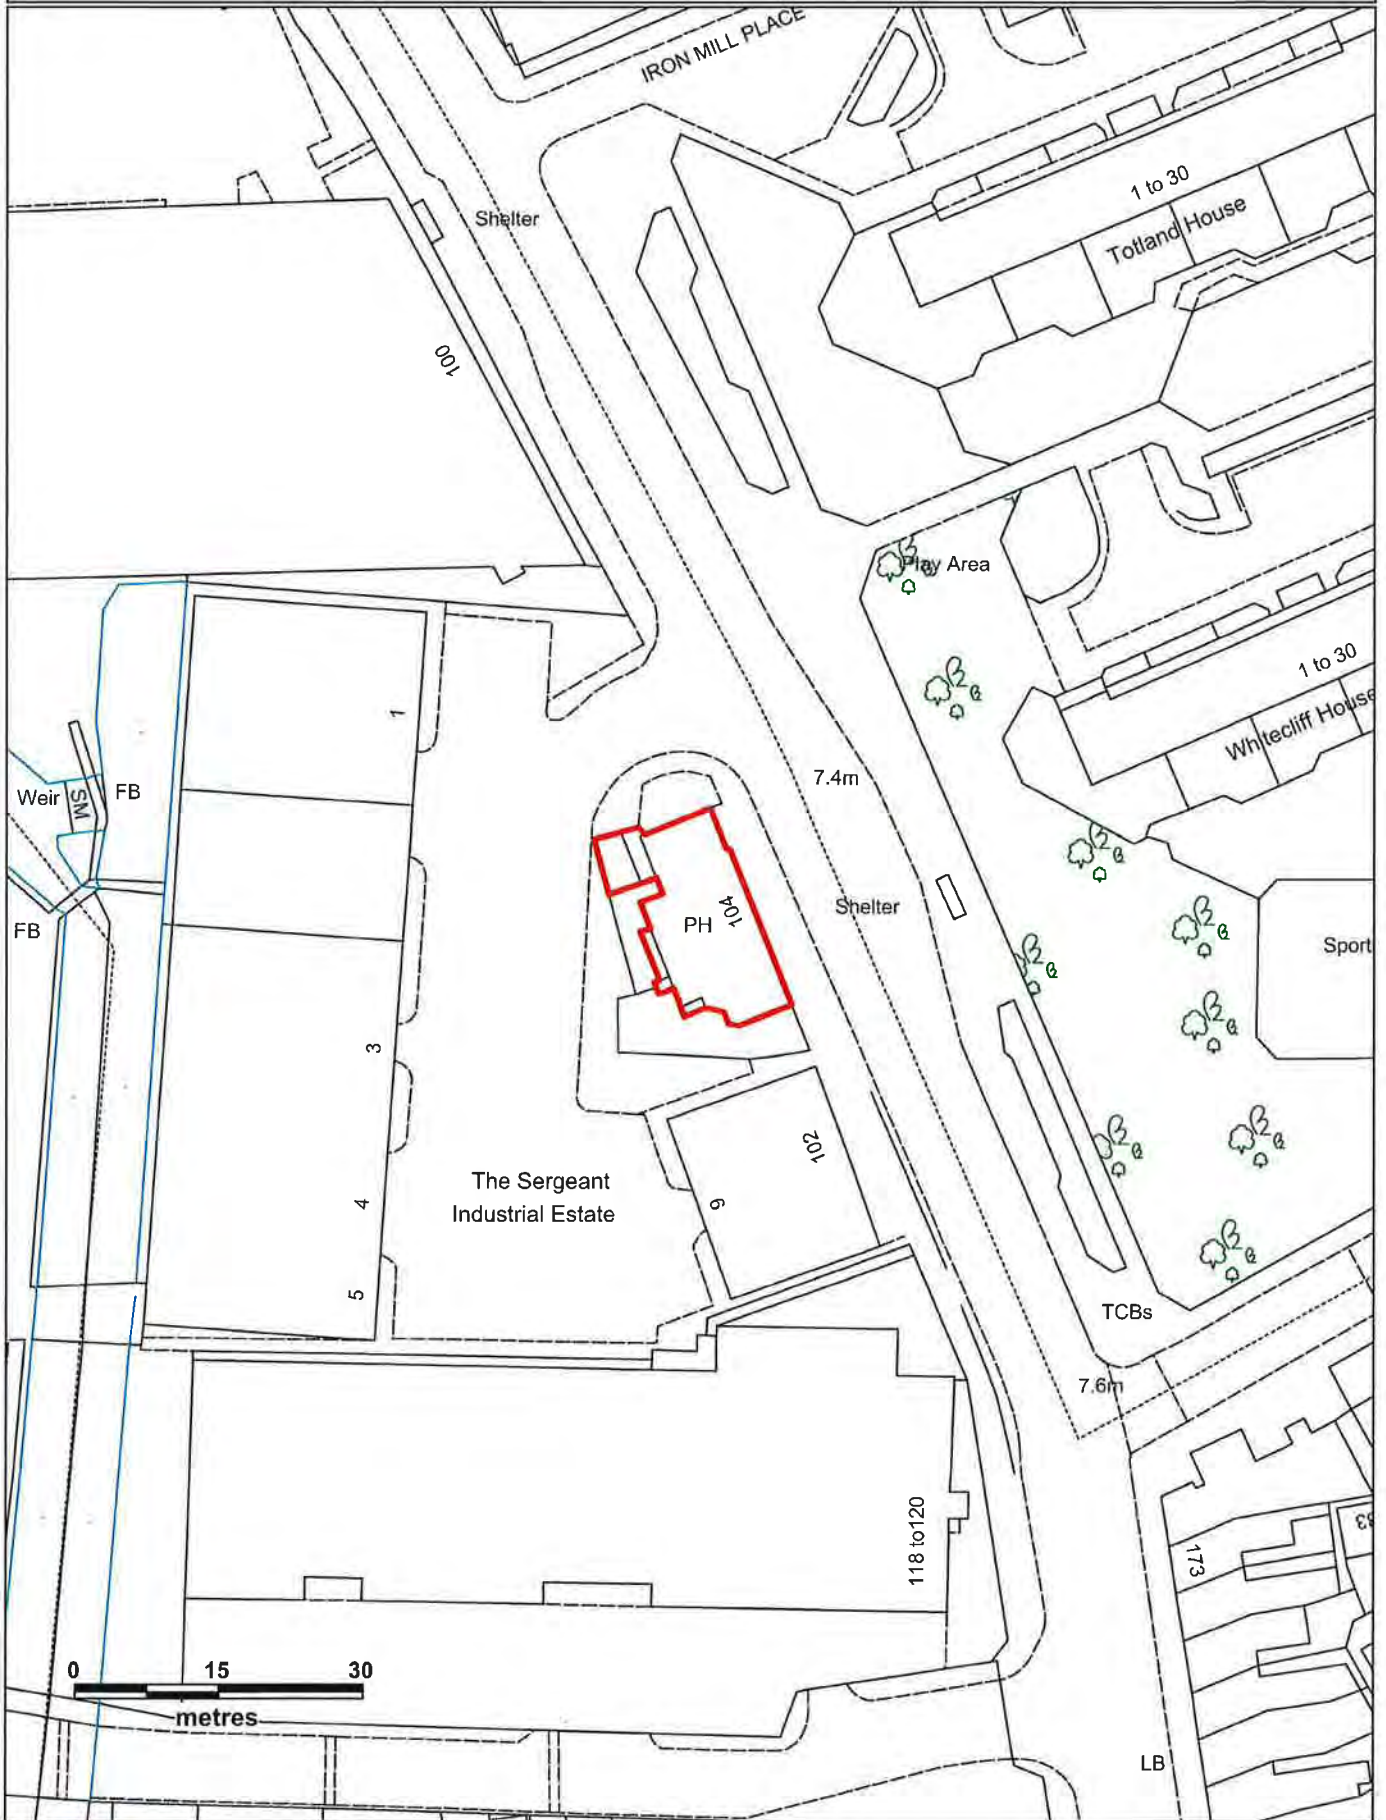 IRON MILL PLACE
1 to 30
Shelter
Totland House
100
Play Area
1 to 30
Whitecliff House
1
7.4m
Weir
SM
FB
Shelter
104
PH
FB
Sport
3
102
The Sergeant
Industrial Estate
4
9
5
TCBs
7.6m
118 to120
173
0 15 30
metres
LB